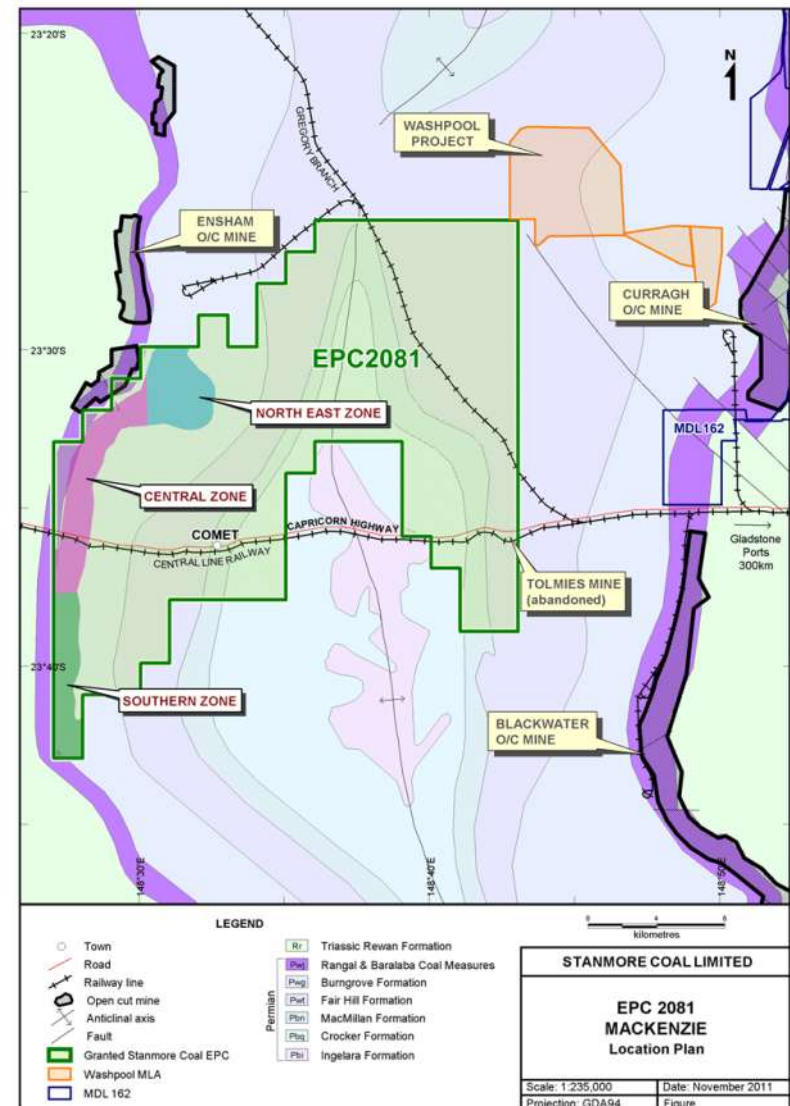 23°20'S
N
GREGORY BRANCH
WASHPOOL
PROJECT
ENSHAM
O/C MINE
CURRAGH
O/C MINE
23°30'S
EPC2081
NORTH EAST ZONE
MDL162
CENTRAL ZONE
COMET
CAPRICORN HIGHWAY
CENTRAL LINE RAILWAY
Gladstone
Ports
300km
TOLMIES MINE
(abandoned)
23°40'S
SOUTHERN ZONE
BLACKWATER
O/C MINE
148°30'E
148°40'E
148°50'E
LEGEND
Town
Road
Railway line
Open cut mine
Anticlinal axis
Fault
Granted Stanmore Coal EPC
Washpool MLA
MDL 162
Permian
Rr Triassic Rewan Formation
Pwj Rangal & Baralaba Coal Measures
Pwg Burngrove Formation
Pwt Fair Hill Formation
Pbn MacMillan Formation
Pbq Crocker Formation
Pbi Ingelara Formation
0 4 8
kilometres
STANMORE COAL LIMITED
EPC 2081
MACKENZIE
Location Plan
Scale: 1:235,000 Date: November 2011
Projection: GDA94 Figure